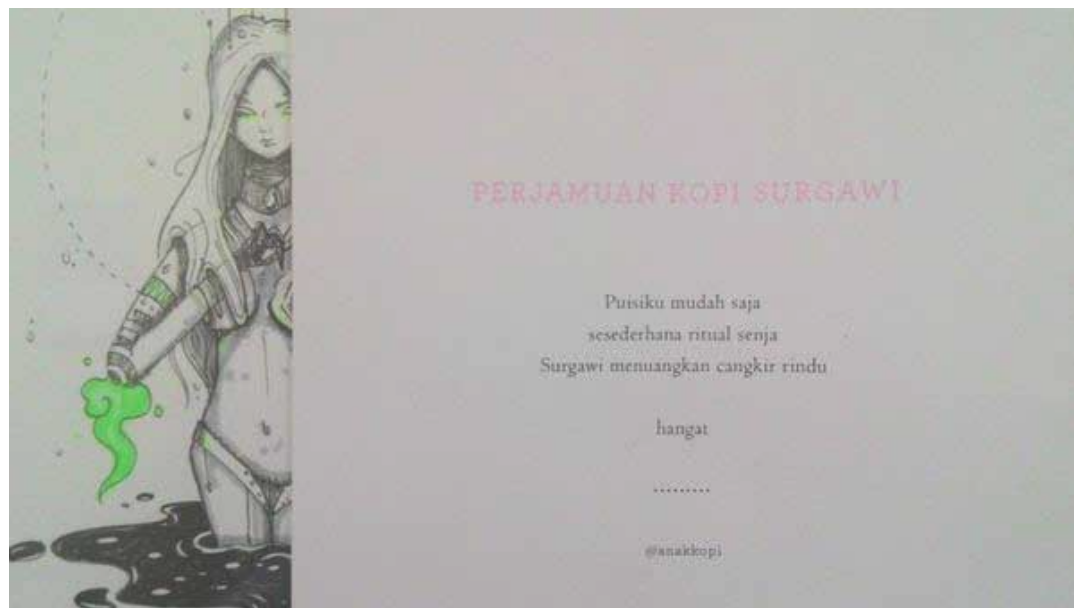 PERJAMUAN KOPI SURGAWI
Puisiku mudah saja
sesederhana ritual senja
Surgawi menuangkan cangkir rindu
hangat
.........
@anakkopi